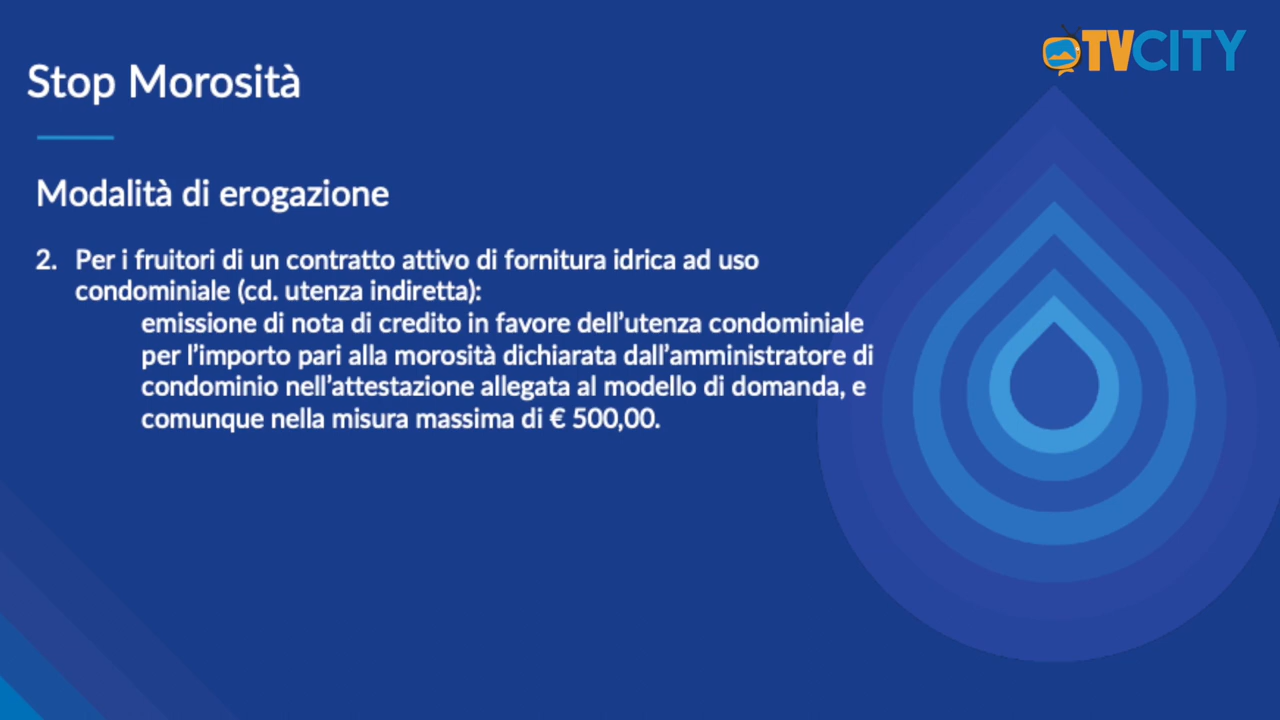 TVCITY
Stop Morosità
Modalità di erogazione
2. Per i fruitori di un contratto attivo di fornitura idrica ad uso
condominiale (cd. utenza indiretta):
emissione di nota di credito in favore dell’utenza condominiale
per l’importo pari alla morosità dichiarata dall’amministratore di
condominio nell’attestazione allegata al modello di domanda, e
comunque nella misura massima di € 500,00.